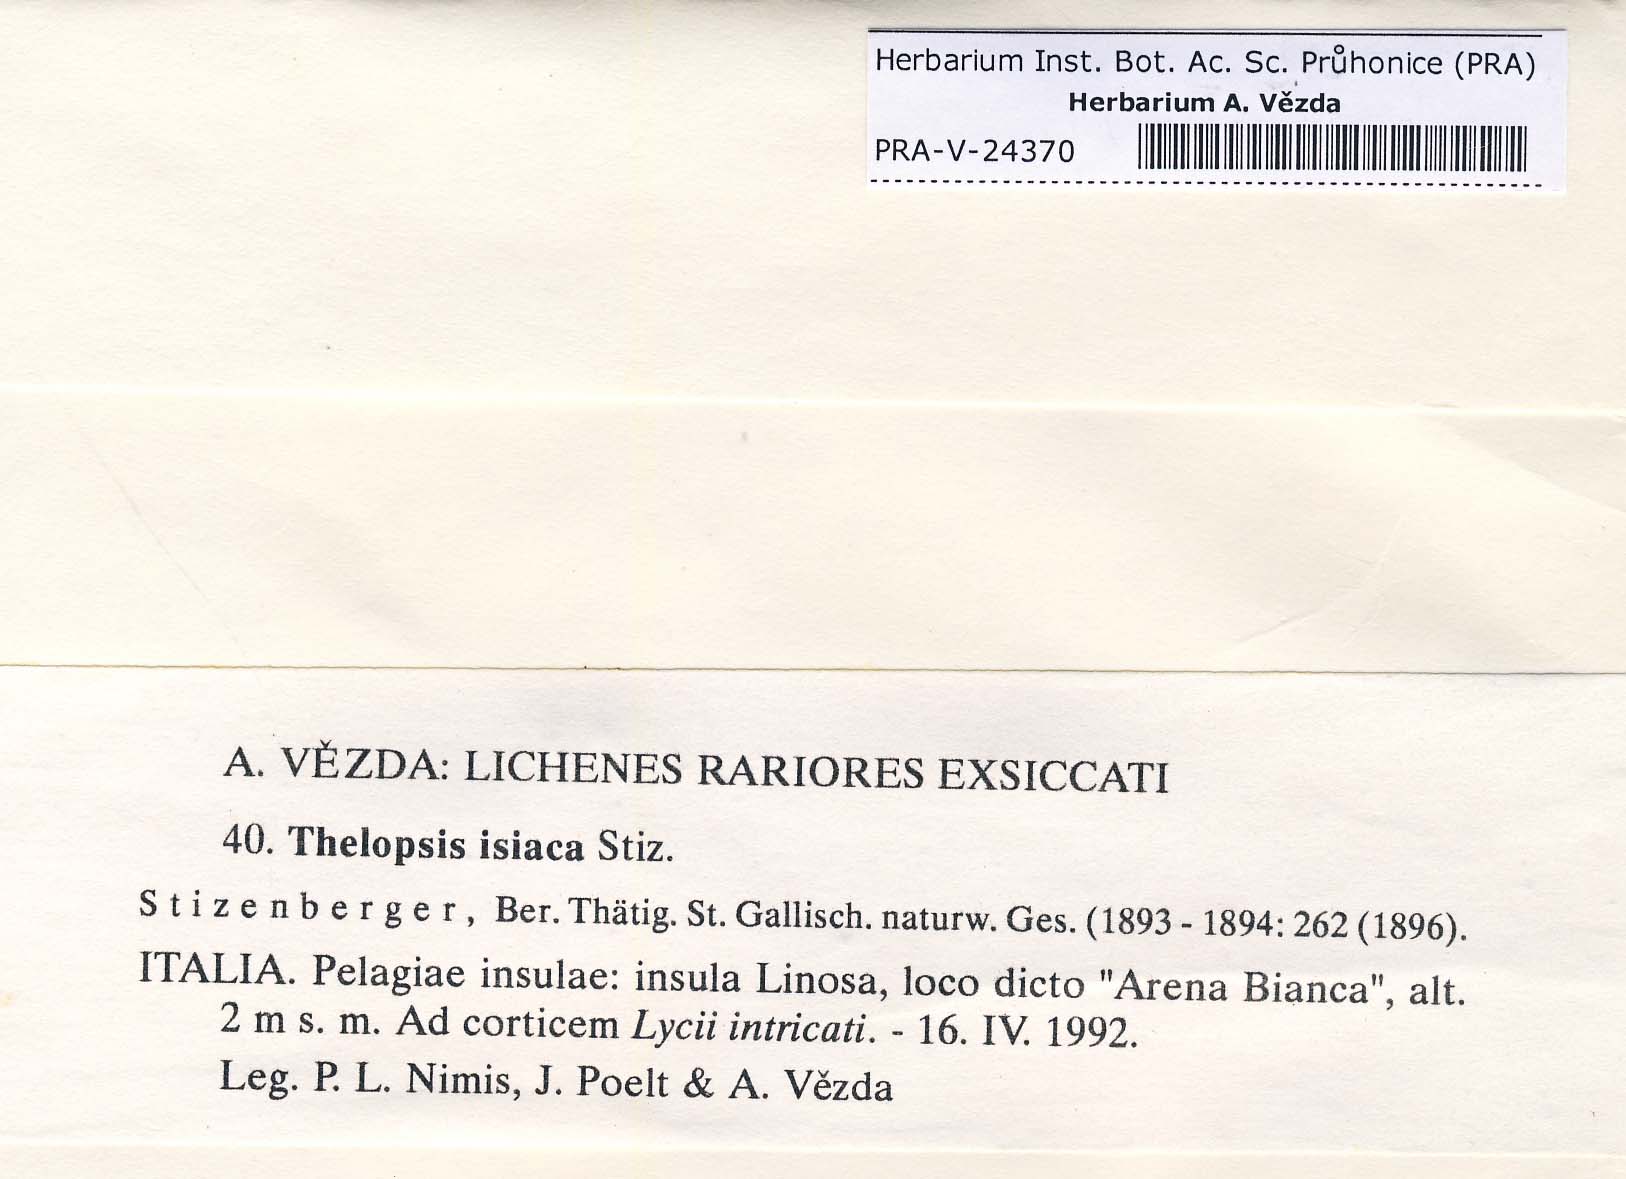 Herbarium Inst. Bot. Ac. Sc. Průhonice (PRA)
Herbarium A. Vězda
PRA-V-24370
A. VĚZDA: LICHENES RARIORES EXSICCATI
40. Thelopsis isiaca Stiz.
Stizenberger, Ber. Thätig. St. Gallisch. naturw. Ges. (1893 - 1894: 262 (1896).
ITALIA. Pelagiae insulae: insula Linosa, loco dicto "Arena Bianca", alt.
2 m s. m. Ad corticem Lycii intricati. - 16. IV. 1992.
Leg. P. L. Nimis, J. Poelt & A. Vězda